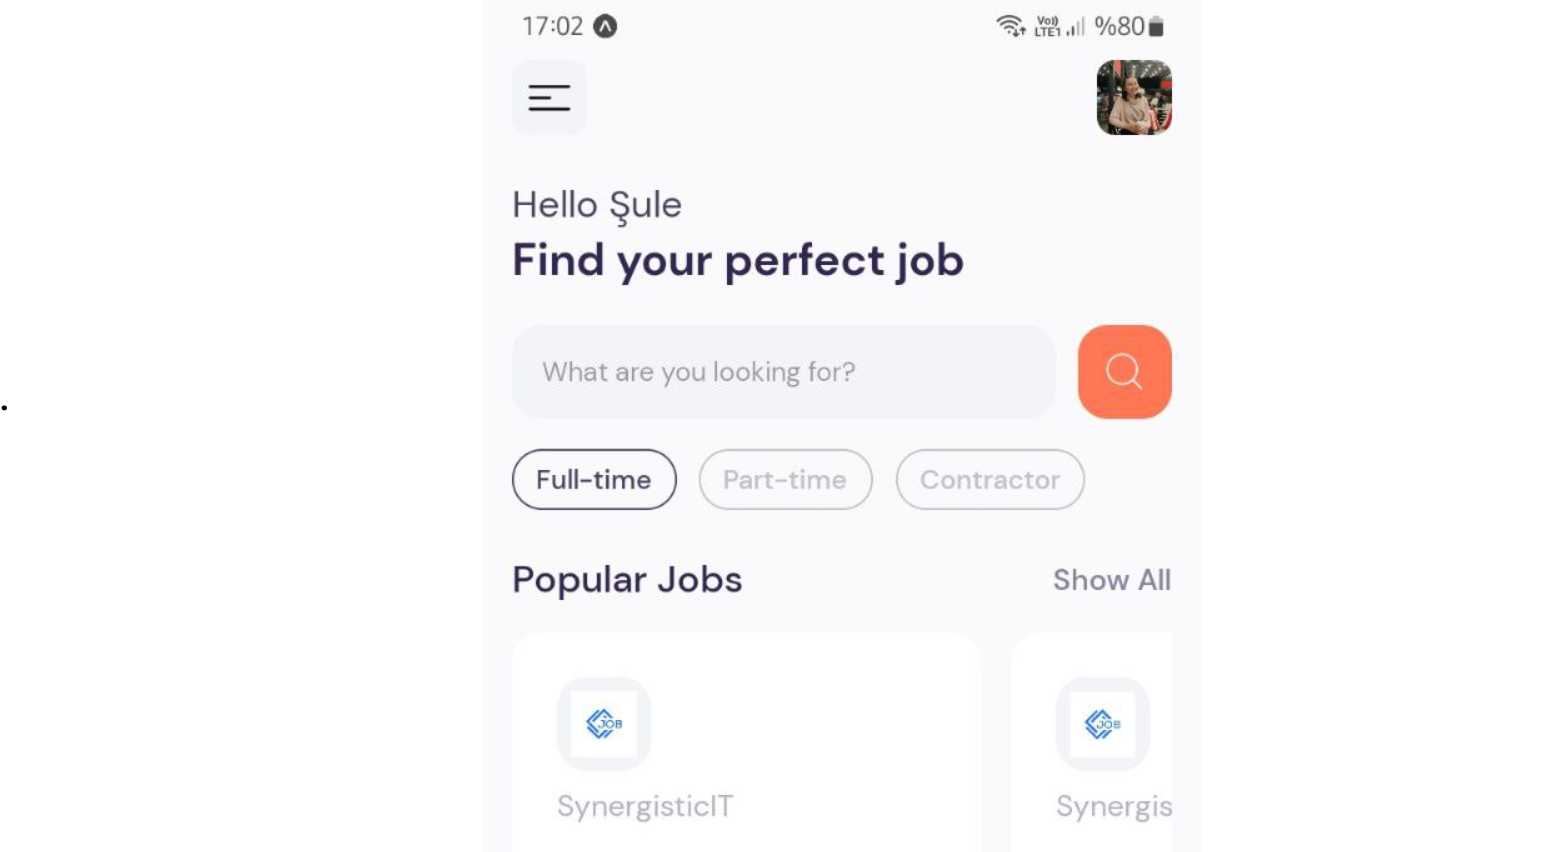 17:02
Vo))
LTE1
%80
Hello Şule
Find your perfect job
What are you looking for?
.
Full-time Part-time Contractor
Popular Jobs Show All
JOB JOB
SynergisticIT Synergis